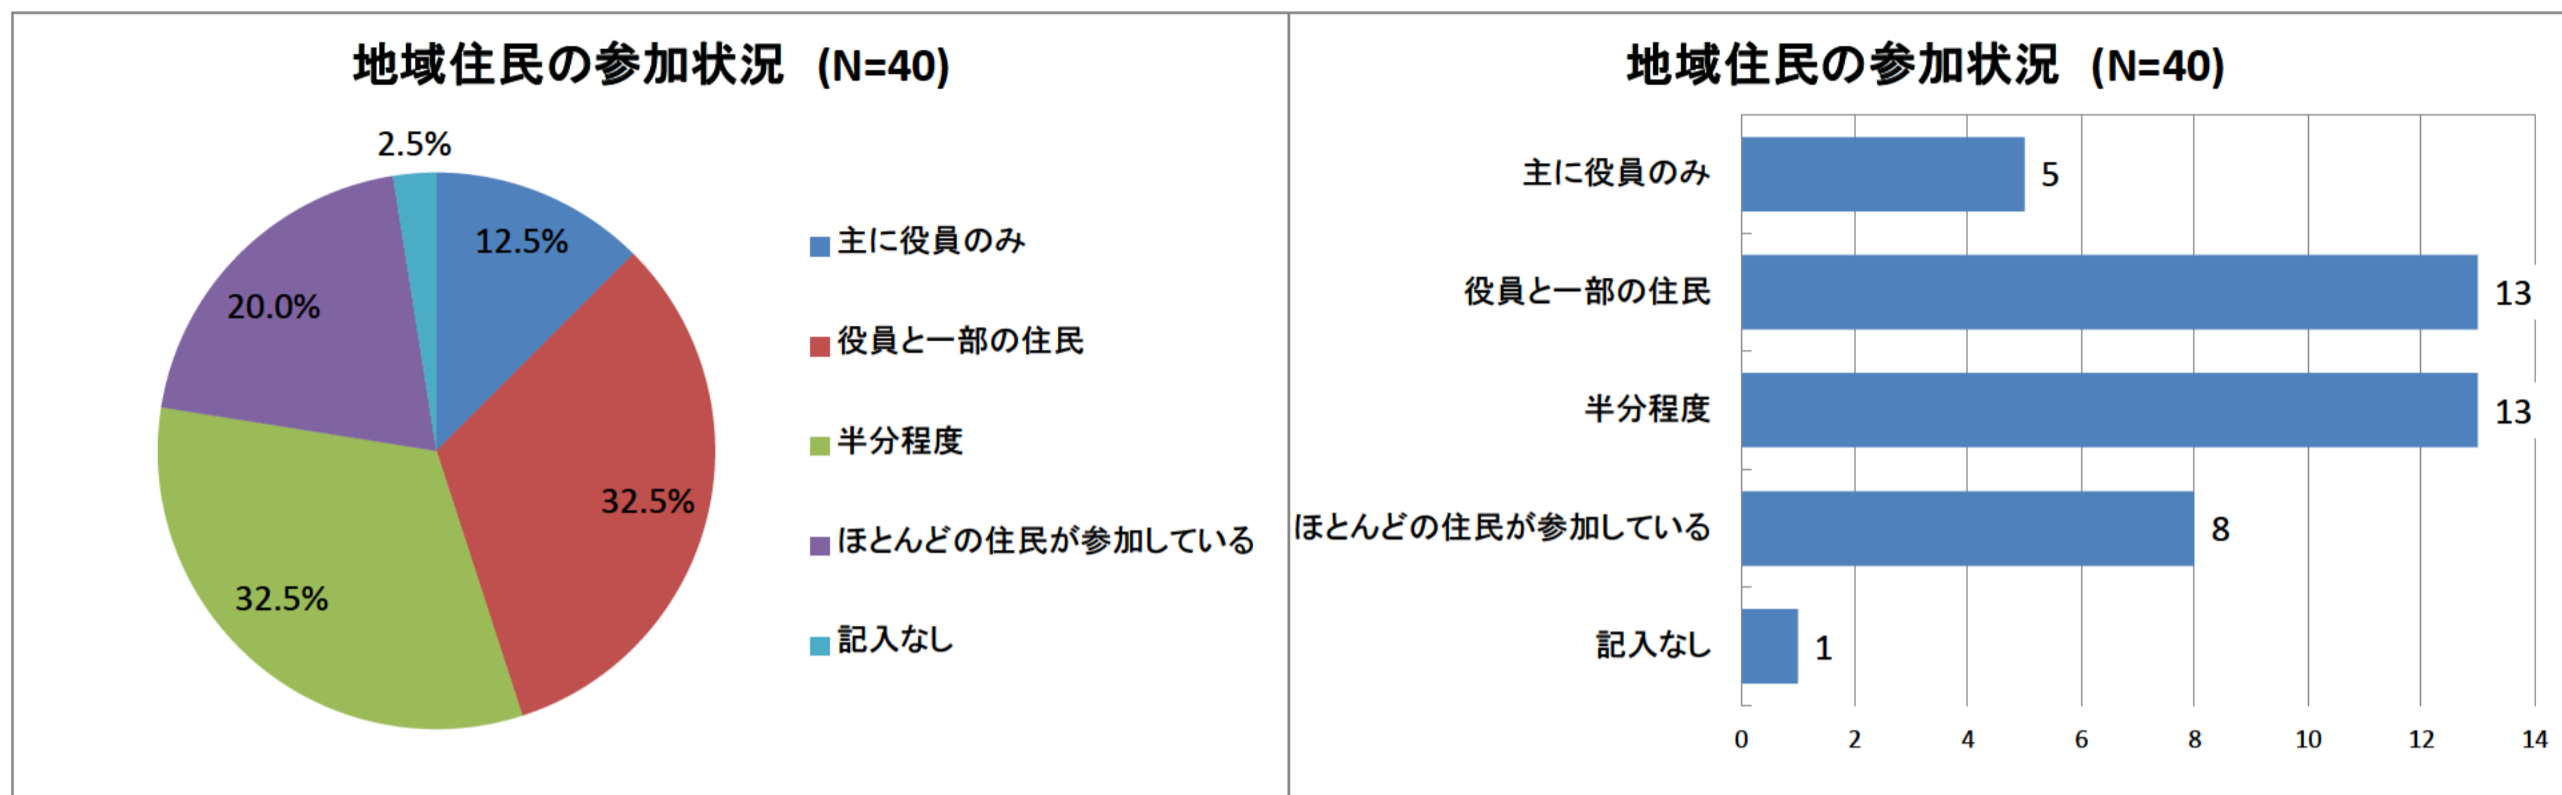 地域住民の参加状況 (N=40)
2.5%
12.5%
20.0%
32.5%
32.5%
主に役員のみ
役員と一部の住民
半分程度
ほとんどの住民が参加している
記入なし
地域住民の参加状況 (N=40)
主に役員のみ 5
役員と一部の住民 13
半分程度 13
ほとんどの住民が参加している 8
記入なし 1
0 2 4 6 8 10 12 14